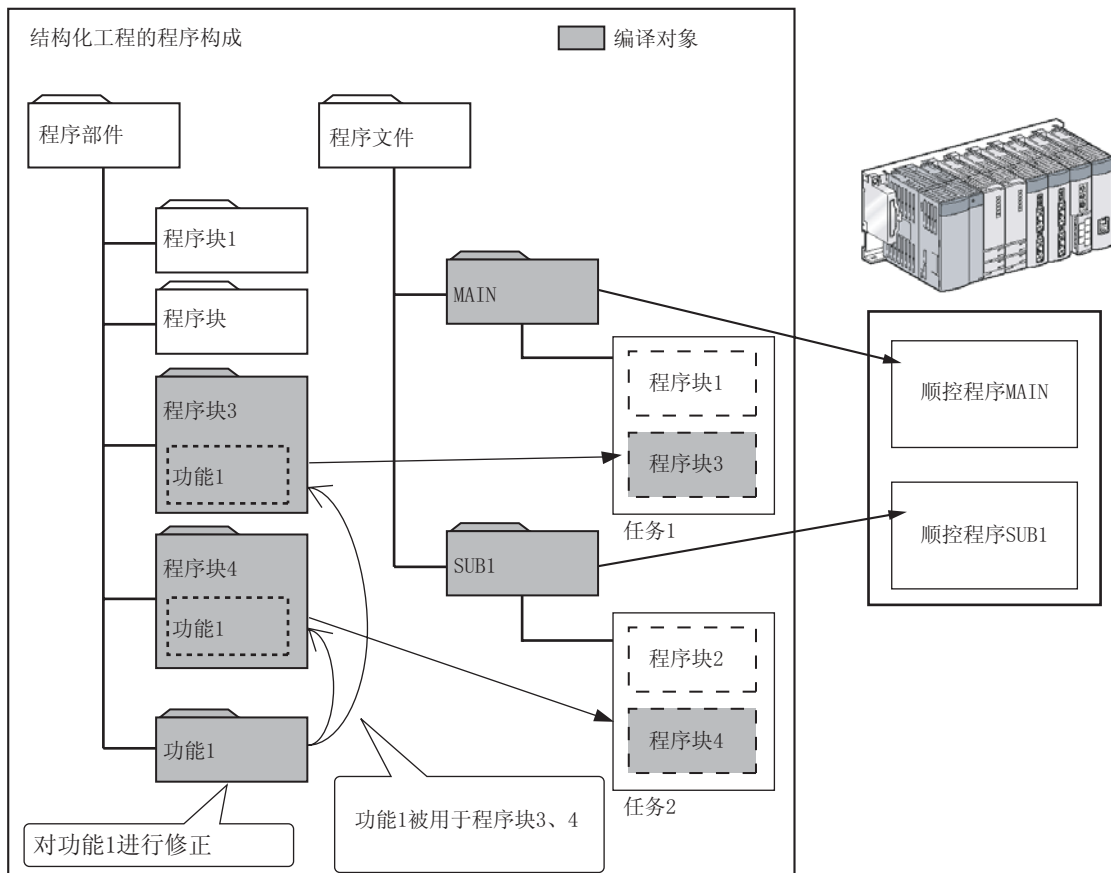 结构化工程的程序构成
编译对象
程序部件
程序文件
程序块1
程序块
程序块3
功能1
程序块4
功能1
功能1
对功能1进行修正
功能1被用于程序块3、4
MAIN
程序块1
程序块3
任务1
SUB1
程序块2
程序块4
任务2
顺控程序MAIN
顺控程序SUB1